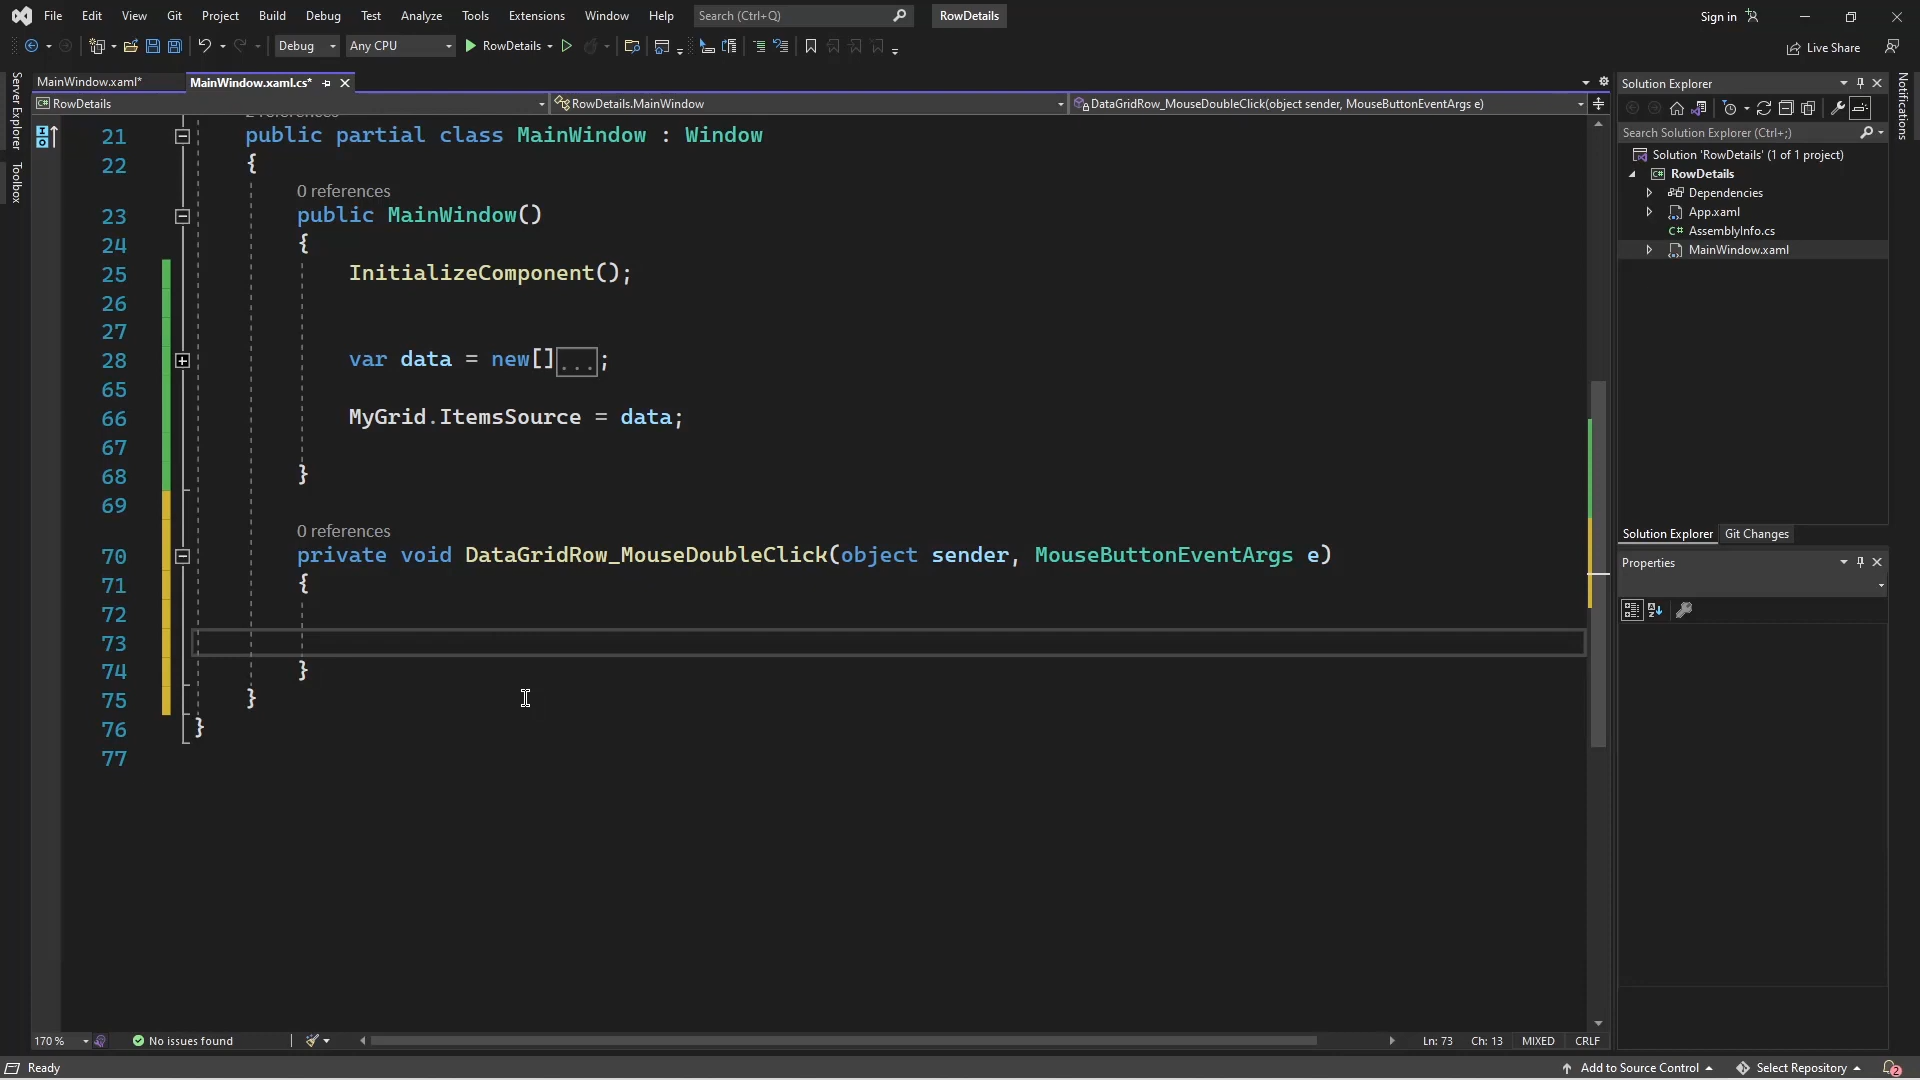 File Edit View Git Project Build Debug Test Analyze Tools Extensions Window Help Search (Ctrl+Q) RowDetails Sign in
Debug Any CPU RowDetails Live Share
Server Explorer
Toolbox
MainWindow.xaml* MainWindow.xaml.cs*
RowDetails RowDetails.MainWindow DataGridRow_MouseDoubleClick(object sender, MouseButtonEventArgs e)
21 public partial class MainWindow : Window
22 {
0 references
23 public MainWindow()
24 {
25 InitializeComponent();
26
27
28 var data = new[]...;
65
66 MyGrid.ItemsSource = data;
67
68 }
69
0 references
70 private void DataGridRow_MouseDoubleClick(object sender, MouseButtonEventArgs e)
71 {
72
73
74 }
75 }
76 }
77
170 % No issues found Ln: 73 Ch: 13 MIXED CRLF
Solution Explorer
Search Solution Explorer (Ctrl+;)
Solution 'RowDetails' (1 of 1 project)
C# RowDetails
Dependencies
App.xaml
C# AssemblyInfo.cs
MainWindow.xaml
Solution Explorer Git Changes
Properties
Notifications
Ready Add to Source Control Select Repository 2